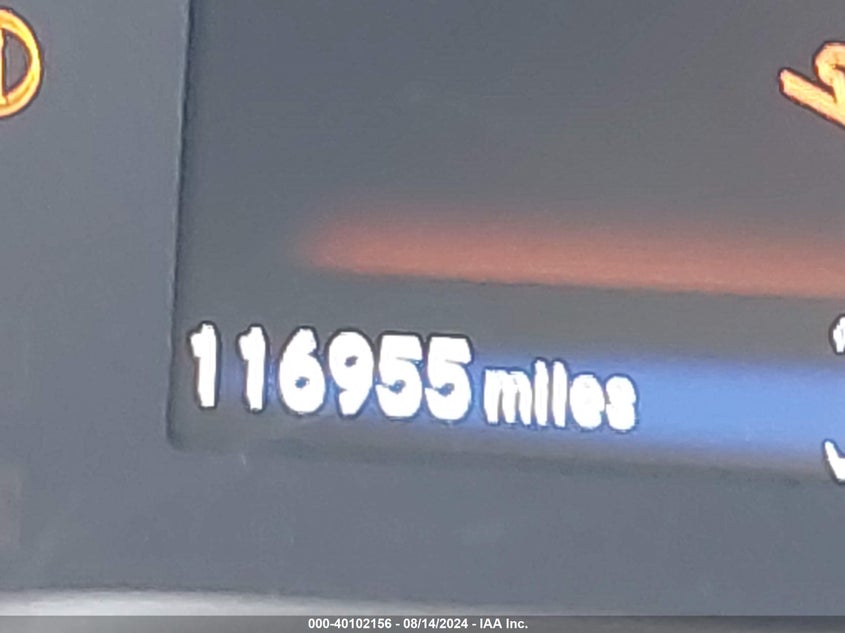 116955 miles
000-40102156 - 08/14/2024 - IAA Inc.